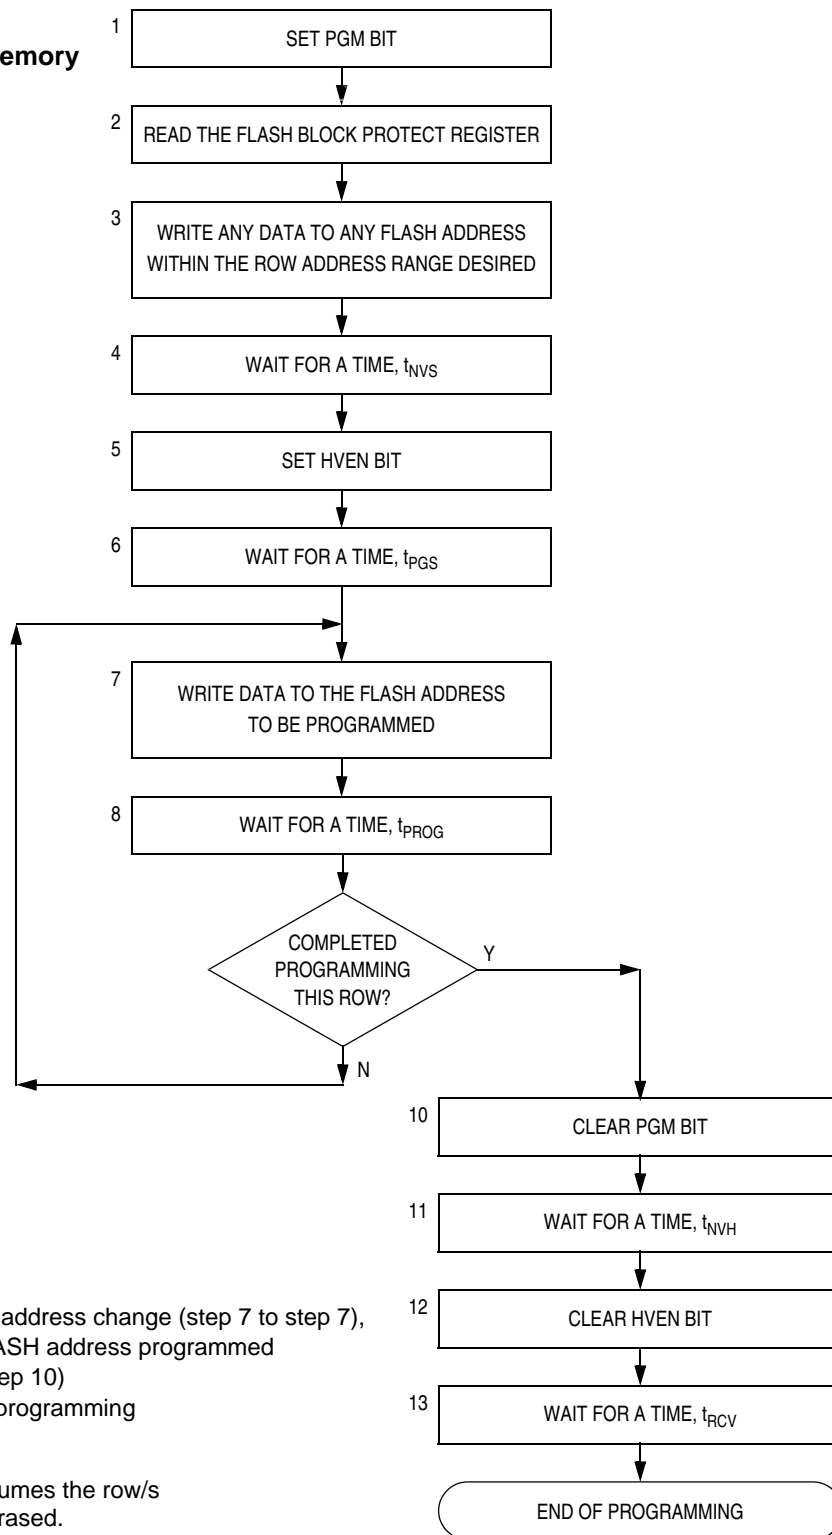 emory
1
SET PGM BIT
2
READ THE FLASH BLOCK PROTECT REGISTER
3
WRITE ANY DATA TO ANY FLASH ADDRESS
WITHIN THE ROW ADDRESS RANGE DESIRED
4
WAIT FOR A TIME, tNVS
5
SET HVEN BIT
6
WAIT FOR A TIME, tPGS
7
WRITE DATA TO THE FLASH ADDRESS
TO BE PROGRAMMED
8
WAIT FOR A TIME, tPROG
COMPLETED
PROGRAMMING
THIS ROW?
Y
N
10
CLEAR PGM BIT
11
WAIT FOR A TIME, tNVH
12
CLEAR HVEN BIT
13
WAIT FOR A TIME, tRCV
END OF PROGRAMMING
address change (step 7 to step 7),
ASH address programmed
ep 10)
programming
umes the row/s
rased.